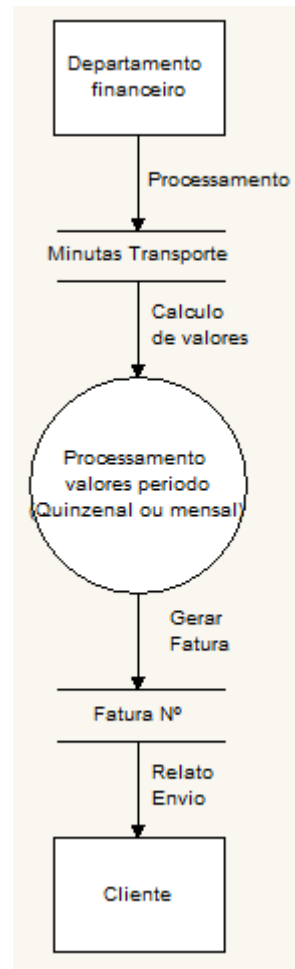 Departamento
financeiro
Processamento
Minutas Transporte
Calculo
de valores
Processamento
valores periodo
(Quinzenal ou mensal)
Gerar
Fatura
Fatura Nº
Relato
Envio
Cliente